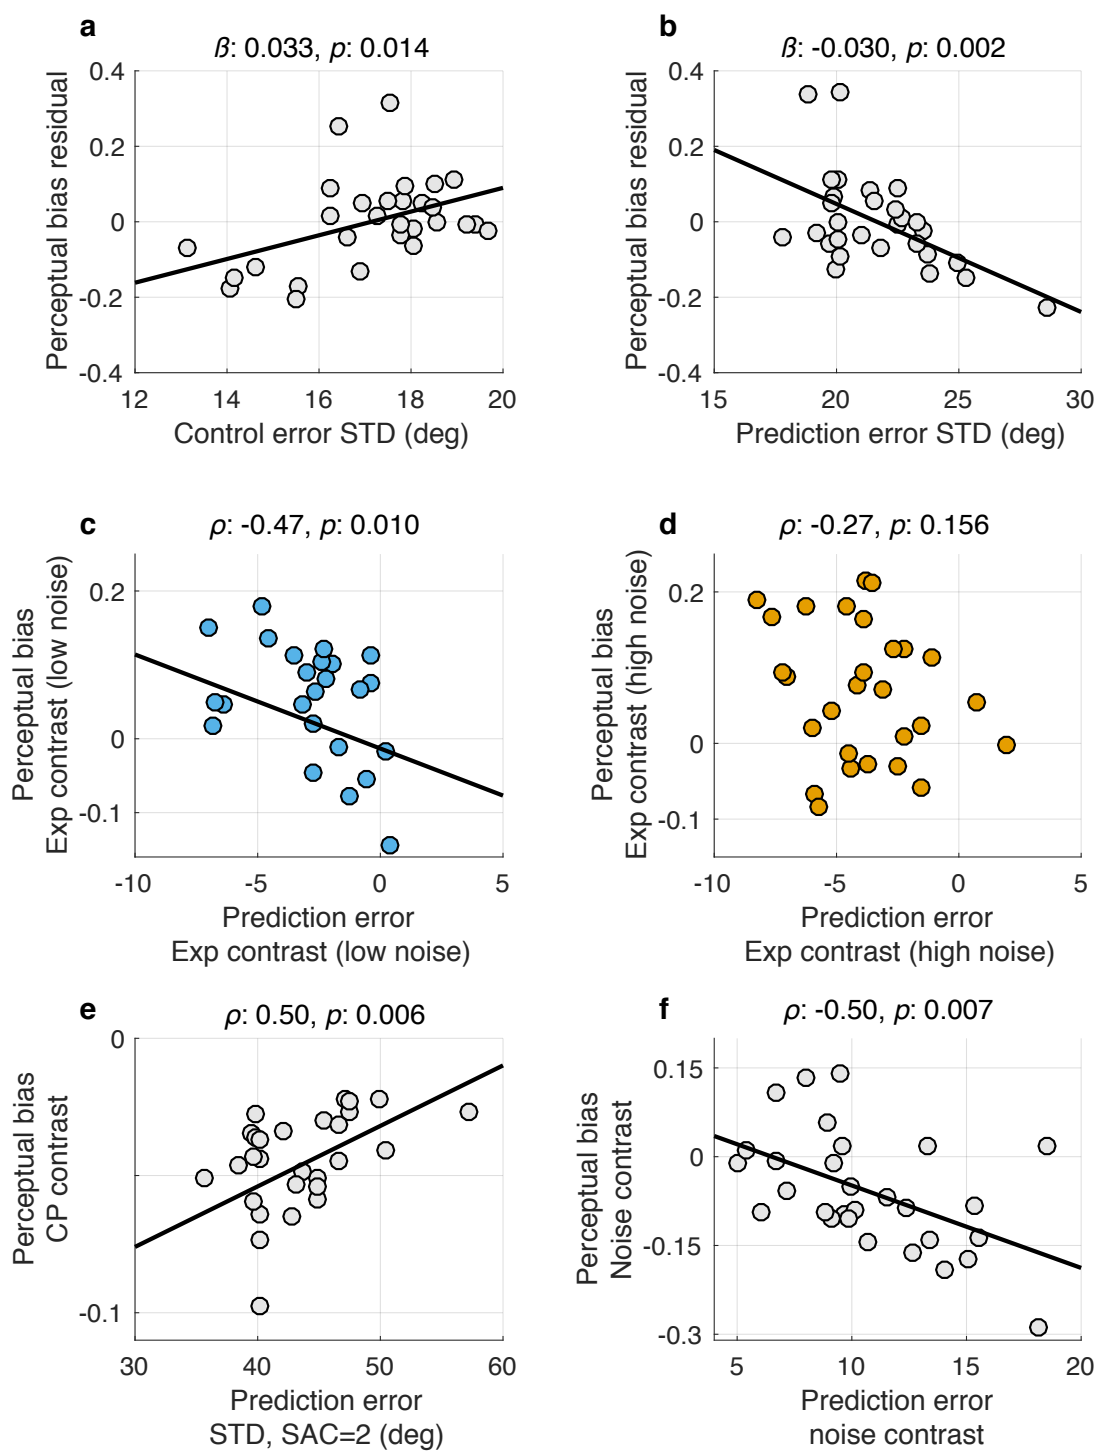 a
ß: 0.033, p: 0.014
Perceptual bias residual
0.4
0.2
0
-0.2
-0.4
12 14 16 18 20
Control error STD (deg)
b
ß: -0.030, p: 0.002
Perceptual bias residual
0.4
0.2
0
-0.2
-0.4
15 20 25 30
Prediction error STD (deg)
c
ρ: -0.47, p: 0.010
Perceptual bias
Exp contrast (low noise)
0.2
0
-0.1
-10 -5 0 5
Prediction error
Exp contrast (low noise)
d
ρ: -0.27, p: 0.156
Perceptual bias
Exp contrast (high noise)
0.2
0
-0.1
-10 -5 0 5
Prediction error
Exp contrast (high noise)
e
ρ: 0.50, p: 0.006
Perceptual bias
CP contrast
0
-0.1
30 40 50 60
Prediction error
STD, SAC=2 (deg)
f
ρ: -0.50, p: 0.007
Perceptual bias
Noise contrast
0.15
0
-0.15
-0.3
5 10 15 20
Prediction error
noise contrast